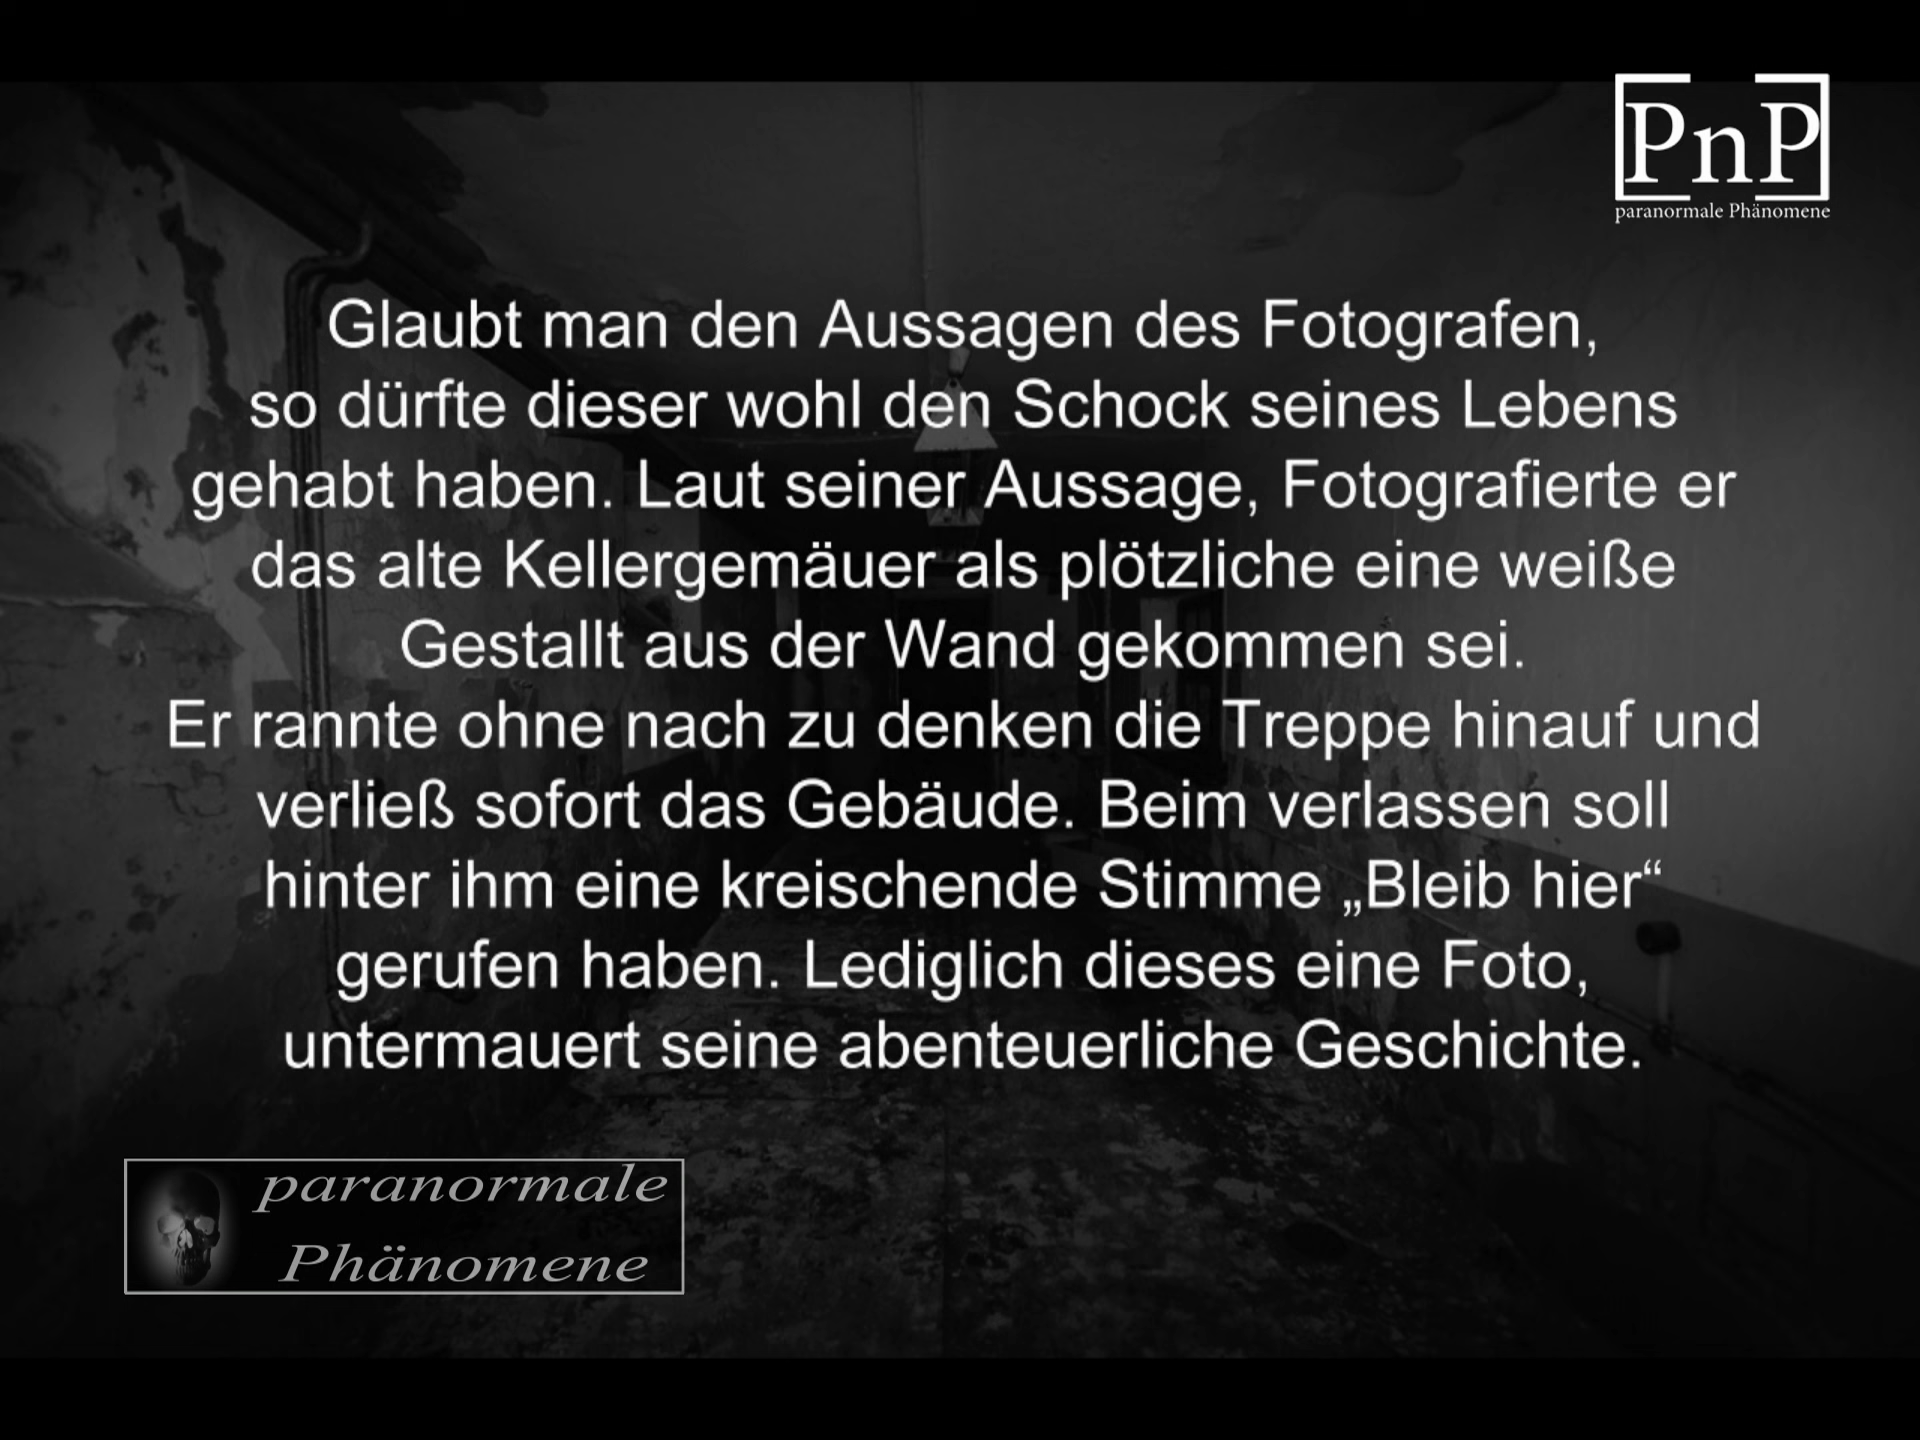 PnP
paranormale Phänomene
Glaubt man den Aussagen des Fotografen,
so dürfte dieser wohl den Schock seines Lebens
gehabt haben. Laut seiner Aussage, Fotografierte er
das alte Kellergemäuer als plötzliche eine weiße
Gestallt aus der Wand gekommen sei.
Er rannte ohne nach zu denken die Treppe hinauf und
verließ sofort das Gebäude. Beim verlassen soll
hinter ihm eine kreischende Stimme „Bleib hier“
gerufen haben. Lediglich dieses eine Foto,
untermauert seine abenteuerliche Geschichte.
paranormale
Phänomene